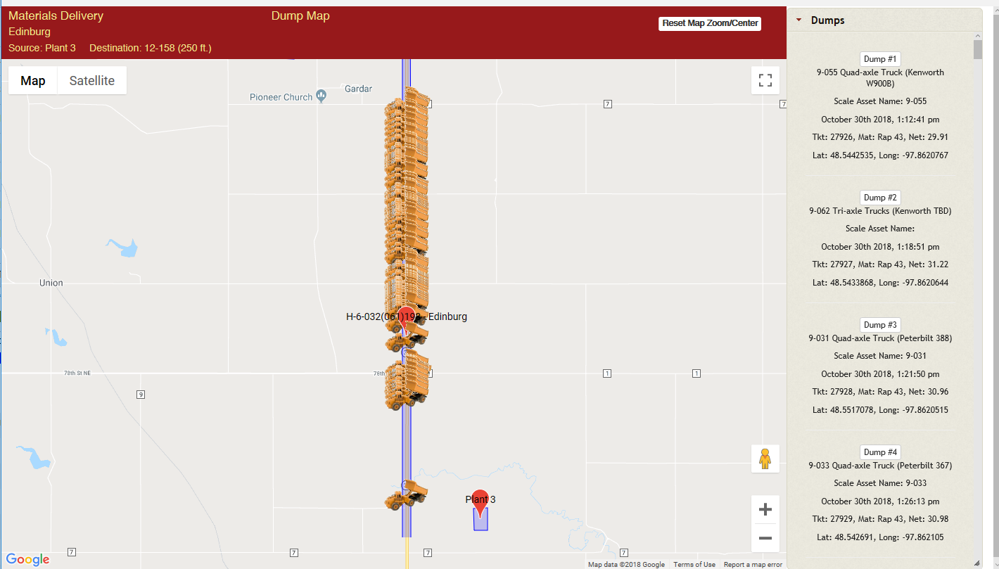 Materials Delivery
Dump Map
Edinburg
Reset Map Zoom/Center
Source: Plant 3 Destination: 12-158 (250 ft.)
Map Satellite
Gardar
Pioneer Church
7
7
7
Union
H-6-032(061)193 - Edinburg
78th St NE
78th
1
1
1
9
Plant 3
7
7
7
7
Google
Map data ©2018 Google Terms of Use Report a map error
Dumps
Dump #1
9-055 Quad-axle Truck (Kenworth
W900B)
Scale Asset Name: 9-055
October 30th 2018, 1:12:41 pm
Tkt: 27926, Mat: Rap 43, Net: 29.91
Lat: 48.5442535, Long: -97.8620767
Dump #2
9-062 Tri-axle Trucks (Kenworth TBD)
Scale Asset Name:
October 30th 2018, 1:18:51 pm
Tkt: 27927, Mat: Rap 43, Net: 31.22
Lat: 48.5433868, Long: -97.8620644
Dump #3
9-031 Quad-axle Truck (Peterbilt 388)
Scale Asset Name: 9-031
October 30th 2018, 1:21:50 pm
Tkt: 27928, Mat: Rap 43, Net: 30.96
Lat: 48.5517078, Long: -97.8620515
Dump #4
9-033 Quad-axle Truck (Peterbilt 367)
Scale Asset Name: 9-033
October 30th 2018, 1:26:13 pm
Tkt: 27929, Mat: Rap 43, Net: 30.98
Lat: 48.542691, Long: -97.862105